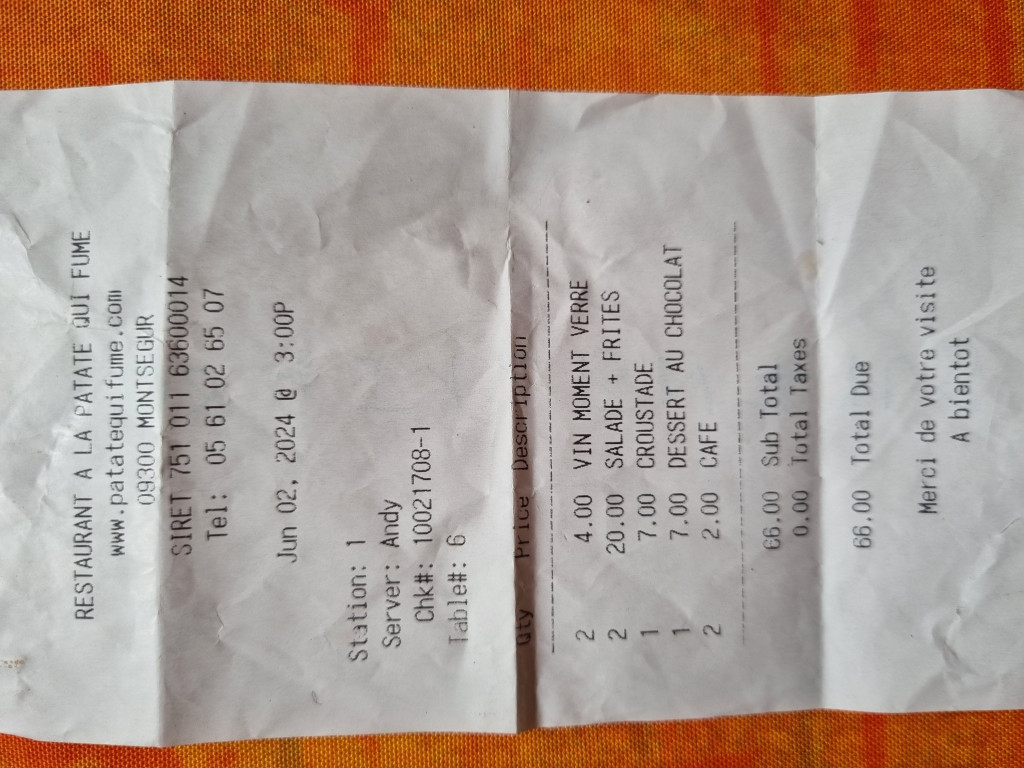 RESTAURANT A LA PATATE QUI FUME
www.patatequifume.com
09300 MONTSEGUR
SIRET 751 011 63600014
Tel: 05 61 02 65 07
Jun 02, 2024 @ 3:00P
Station: 1
Server: Andy
Chk#: 10021708-1
Table#: 6
Qty Price Description
2 4.00 VIN MOMENT VERRE
2 20.00 SALADE + FRITES
1 7.00 CROUSTADE
1 7.00 DESSERT AU CHOCOLAT
2 2.00 CAFE
66.00 Sub Total
0.00 Total Taxes
66.00 Total Due
Merci de votre visite
A bientot